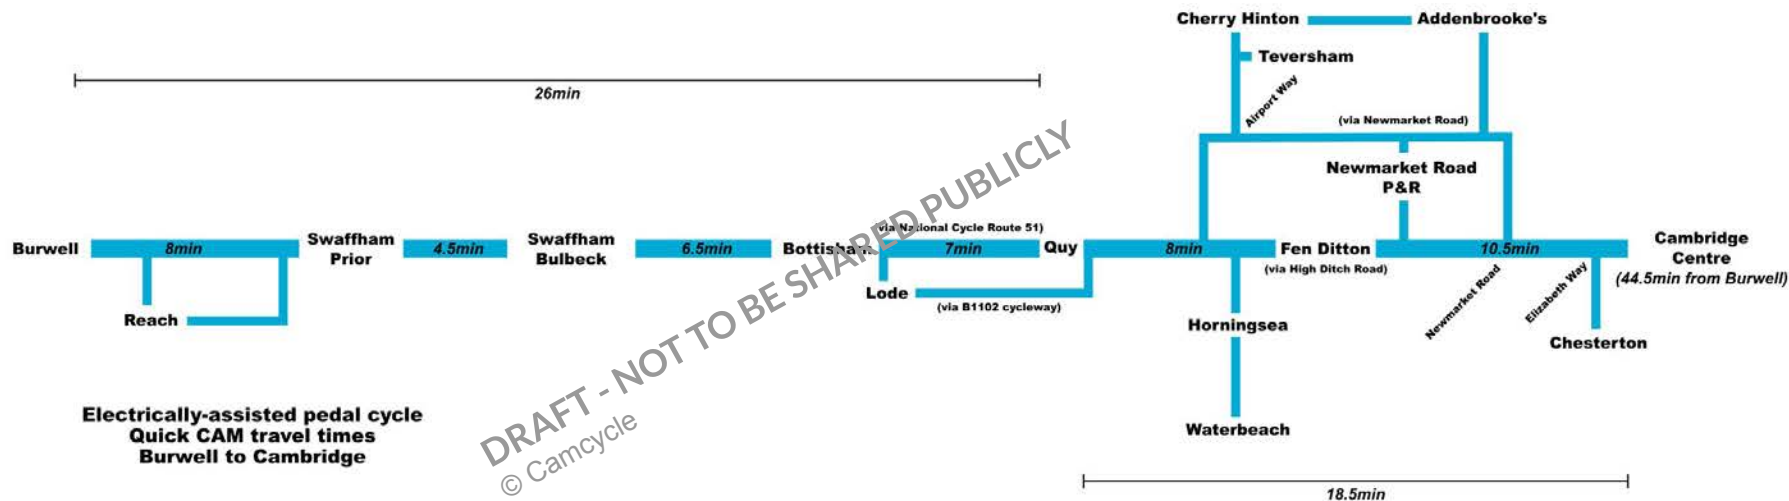 Cherry Hinton
Addenbrooke's
Teversham
26min
Airport Way
(via Newmarket Road)
Newmarket Road
P&R
Burwell
8min
Swaffham
Prior
4.5min
Swaffham
Bulbeck
6.5min
Bottisham
(via National Cycle Route 51)
7min
Quy
8min
Fen Ditton
(via High Ditch Road)
10.5min
Cambridge
Centre
(44.5min from Burwell)
Lode
(via B1102 cycleway)
Newmarket Road
Elizabeth Way
Reach
Horningsea
Chesterton
Waterbeach
Electrically-assisted pedal cycle
Quick CAM travel times
Burwell to Cambridge
DRAFT - NOT TO BE SHARED PUBLICLY
© Camcycle
18.5min